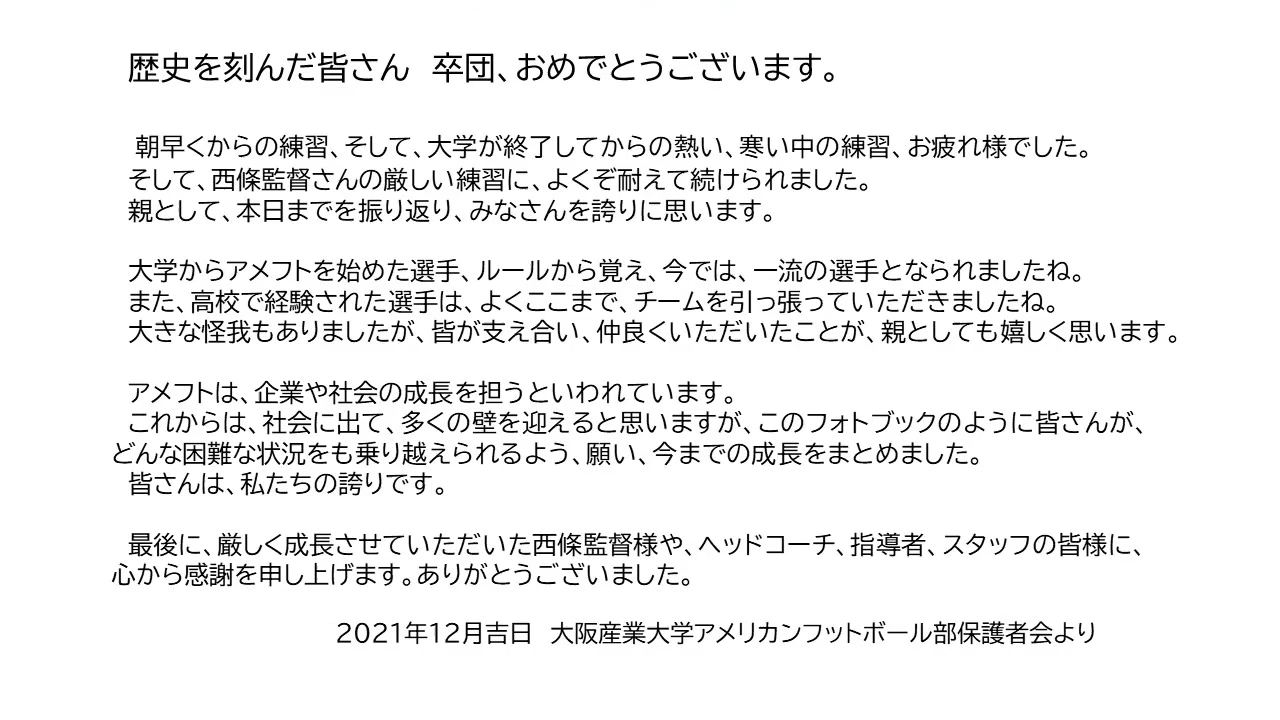 歴史を刻んだ皆さん　卒団、おめでとうございます。
朝早くからの練習、そして、大学が終了してからの熱い、寒い中の練習、お疲れ様でした。
そして、西條監督さんの厳しい練習に、よくぞ耐えて続けられました。
親として、本日までを振り返り、みなさんを誇りに思います。
大学からアメフトを始めた選手、ルールから覚え、今では、一流の選手となられましたね。
また、高校で経験された選手は、よくここまで、チームを引っ張っていただきましたね。
大きな怪我もありましたが、皆が支え合い、仲良くいただいたことが、親としても嬉しく思います。
アメフトは、企業や社会の成長を担うといわれています。
これからは、社会に出て、多くの壁を迎えると思いますが、このフォトブックのように皆さんが、
どんな困難な状況をも乗り越えられるよう、願い、今までの成長をまとめました。
皆さんは、私たちの誇りです。
最後に、厳しく成長させていただいた西條監督様や、ヘッドコーチ、指導者、スタッフの皆様に、
心から感謝を申し上げます。ありがとうございました。
2021年12月吉日　大阪産業大学アメリカンフットボール部保護者会より